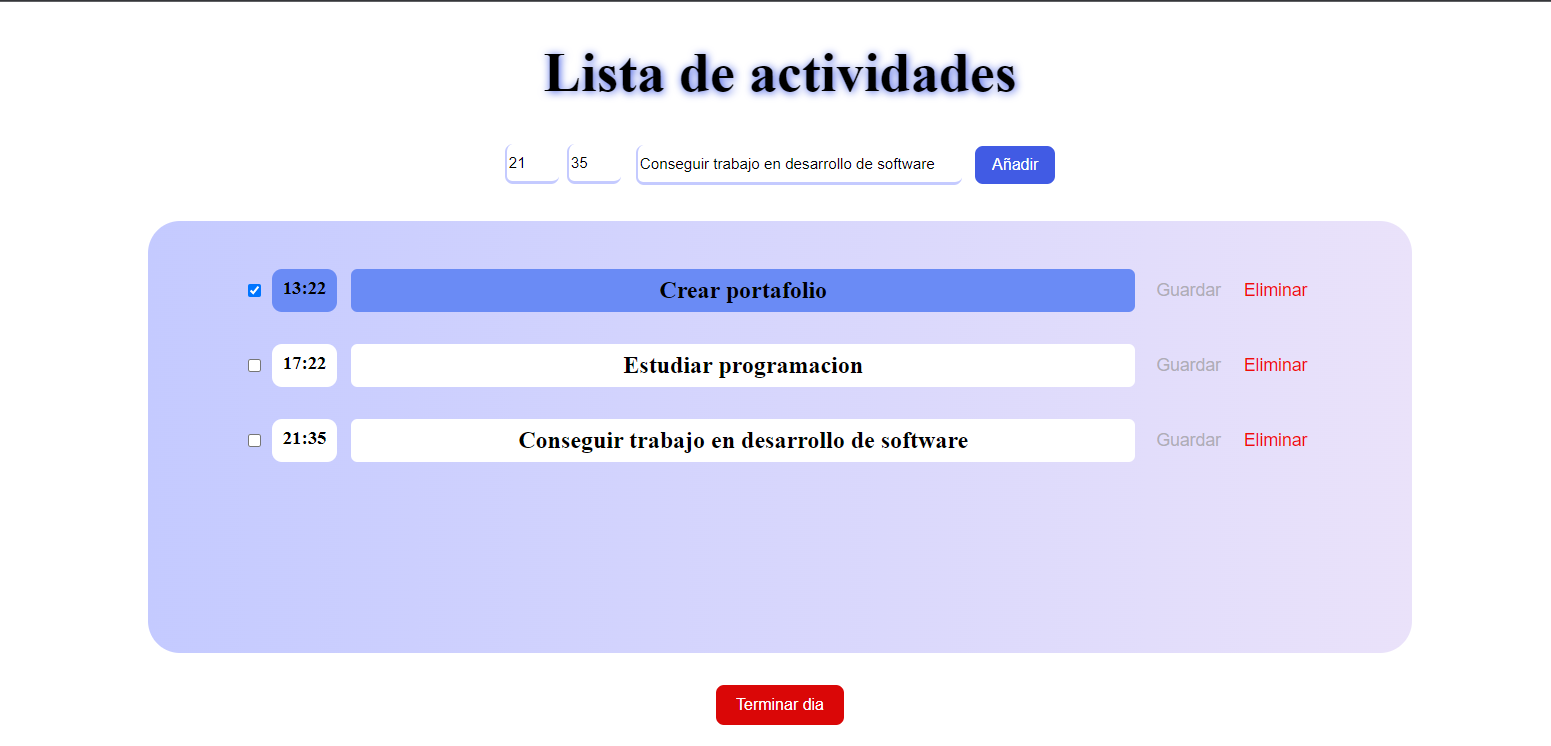 Lista de actividades
21 35 Conseguir trabajo en desarrollo de software Añadir
13:22 Crear portafolio Guardar Eliminar
17:22 Estudiar programacion Guardar Eliminar
21:35 Conseguir trabajo en desarrollo de software Guardar Eliminar
Terminar dia